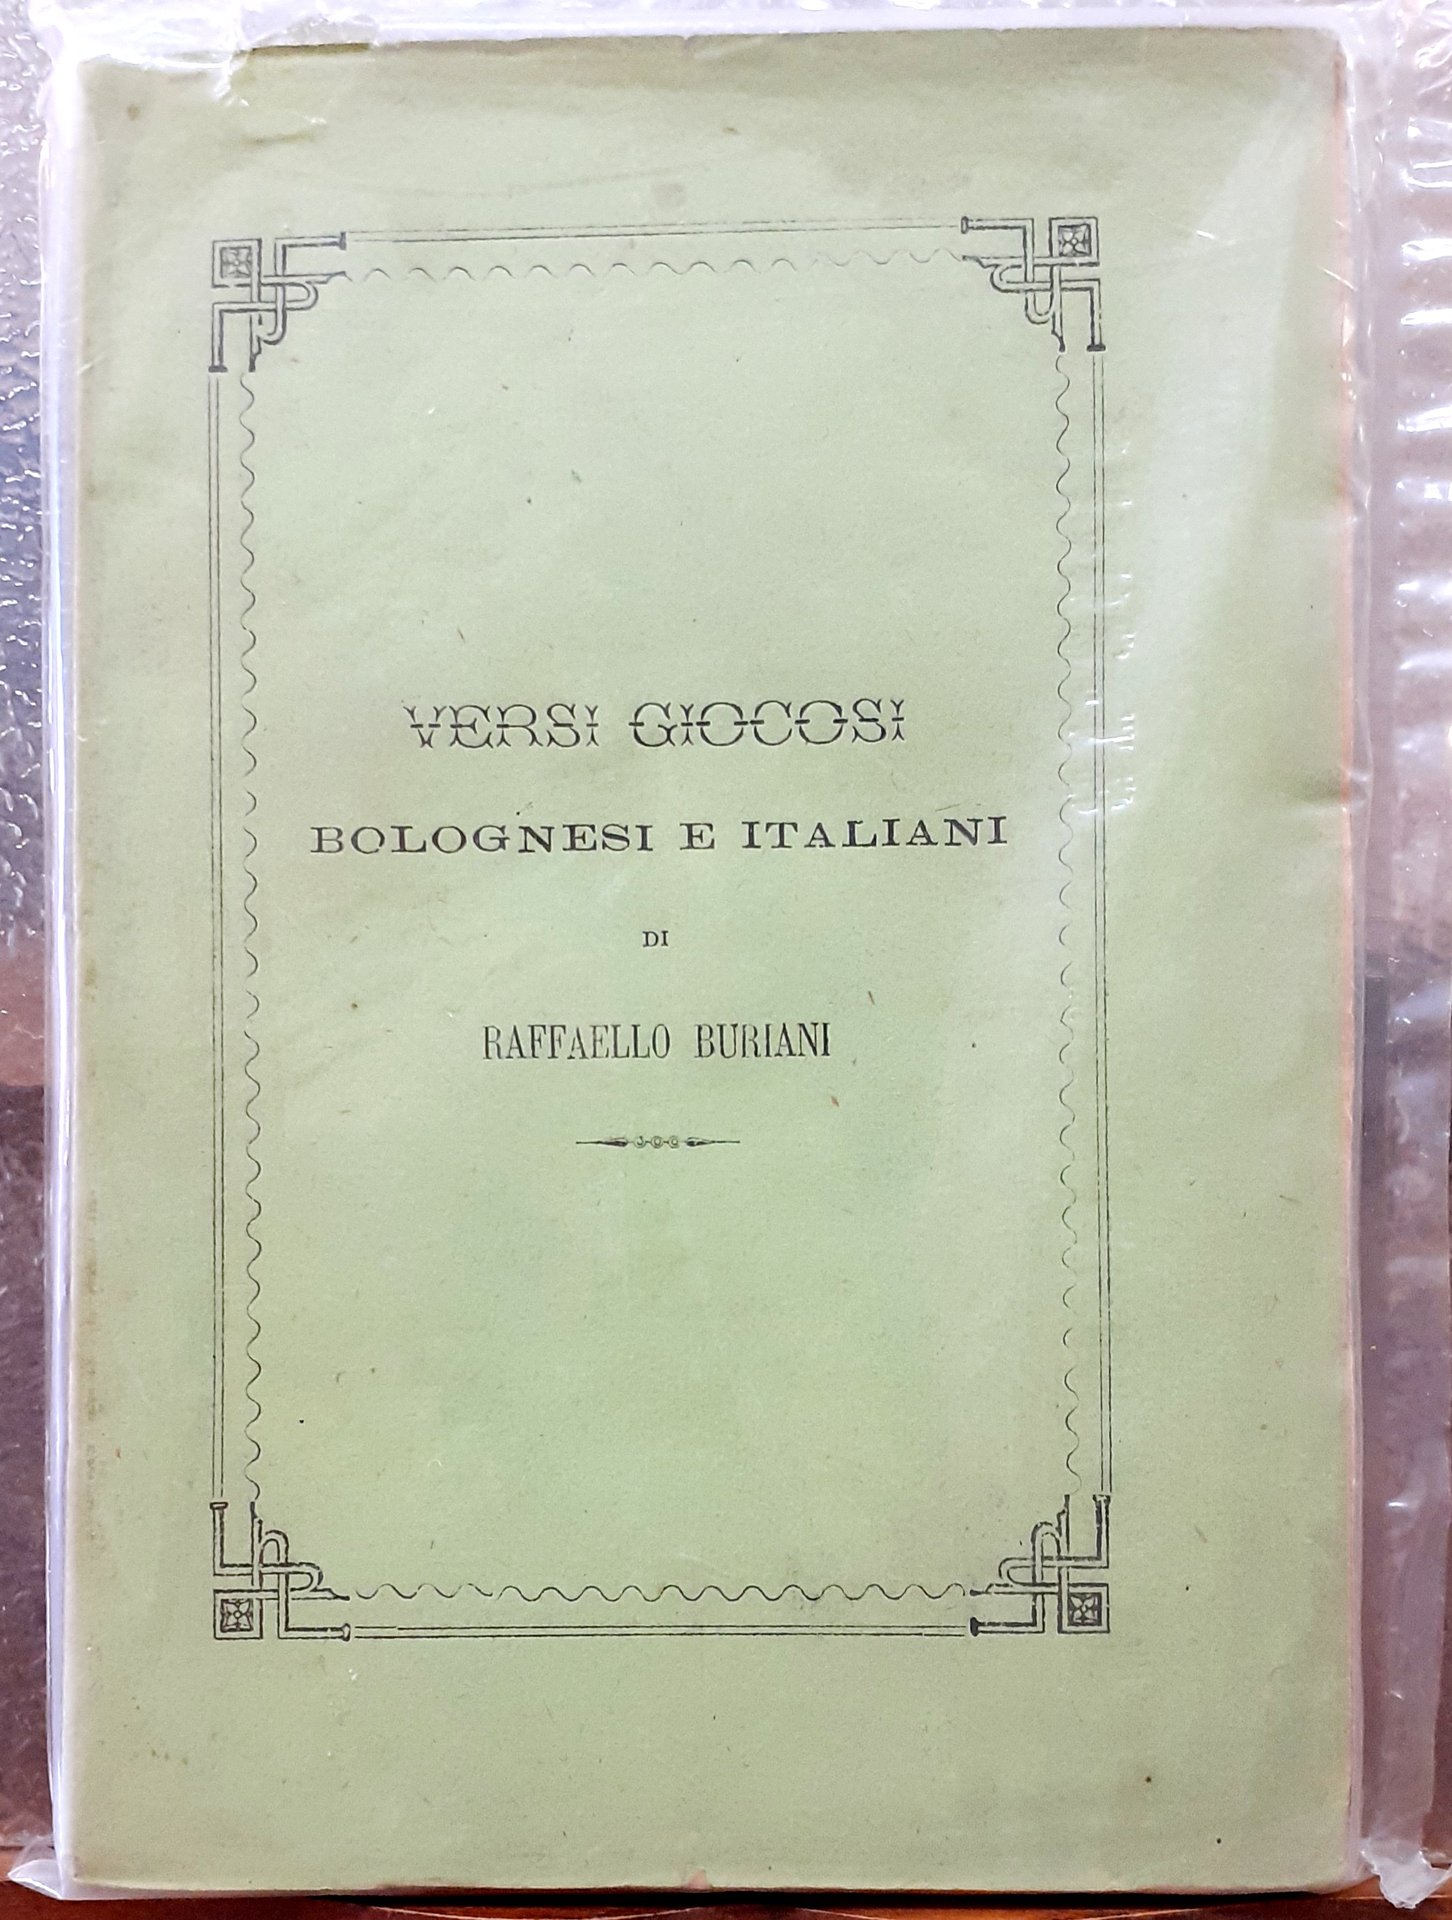 VERSI GIOCOSI
BOLOGNESI E ITALIANI
DI
RAFFAELLO BURIANI